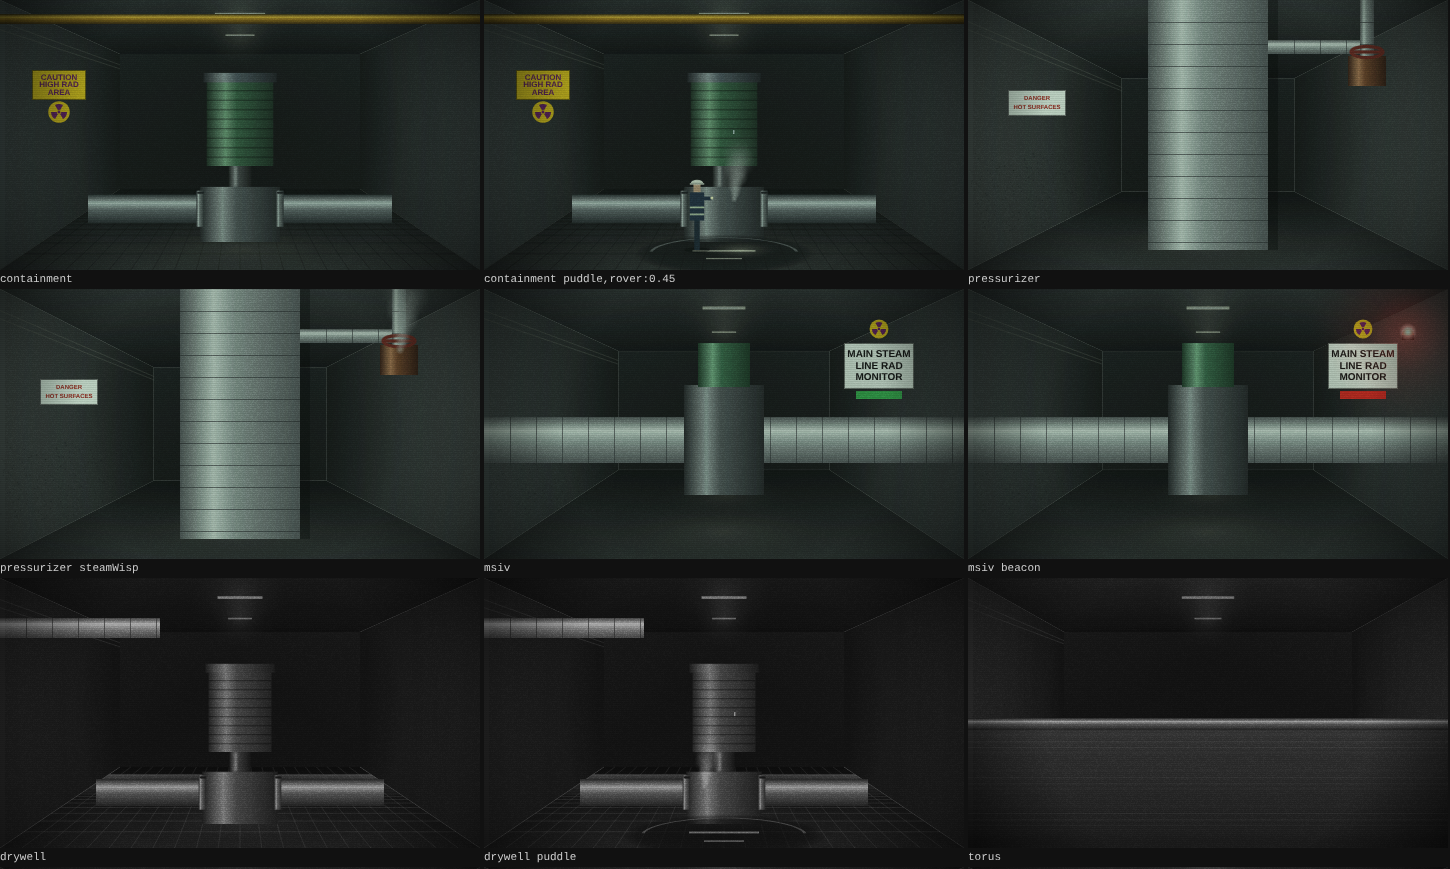 CAUTION
HIGH RAD
AREA
CAUTION
HIGH RAD
AREA
DANGER
HOT SURFACES
containment
containment puddle,rover:0.45
pressurizer
DANGER
HOT SURFACES
MAIN STEAM
LINE RAD
MONITOR
MAIN STEAM
LINE RAD
MONITOR
pressurizer steamWisp
msiv
msiv beacon
drywell
drywell puddle
torus